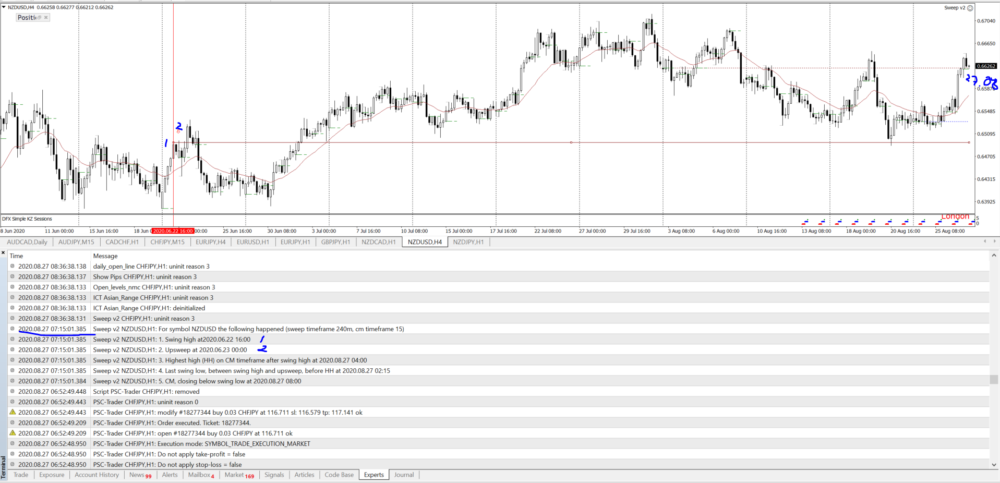 NZDUSD,H4 0.66258 0.66277 0.66212 0.66262
Sweep v2
Positi
0.67040
0.66650
0.66262
27.08
0.65870
0.65485
0.65095
0.64705
0.64315
0.63925
2
1
DFX Simple KZ Sessions
London
5
0
8 Jun 2020 11 Jun 00:00 15 Jun 16:00 18 Jun 2020.06.22 16:00 00:00 25 Jun 16:00 30 Jun 08:00 3 Jul 00:00 7 Jul 16:00 10 Jul 08:00 15 Jul 00:00 17 Jul 16:00 22 Jul 08:00 27 Jul 00:00 29 Jul 16:00 3 Aug 08:00 6 Aug 00:00 10 Aug 16:00 13 Aug 08:00 18 Aug 00:00 20 Aug 16:00 25 Aug 08:00
AUDCAD,Daily AUDJPY,M15 CADCHF,H1 CHFJPY,M15 EURJPY,H4 EURUSD,H1 EURJPY,H1 GBPJPY,H1 NZDCAD,H1 NZDUSD,H4 NZDJPY,H1
Time Message
2020.08.27 08:36:38.138 daily_open_line CHFJPY,H1: uninit reason 3
2020.08.27 08:36:38.137 Show Pips CHFJPY,H1: uninit reason 3
2020.08.27 08:36:38.133 Open_levels_nmc CHFJPY,H1: uninit reason 3
2020.08.27 08:36:38.133 ICT Asian_Range CHFJPY,H1: uninit reason 3
2020.08.27 08:36:38.133 ICT Asian_Range CHFJPY,H1: deinitialized
2020.08.27 08:36:38.131 Sweep v2 CHFJPY,H1: uninit reason 3
2020.08.27 07:15:01.385 Sweep v2 NZDUSD,H1: For symbol NZDUSD the following happened (sweep timeframe 240m, cm timeframe 15)
2020.08.27 07:15:01.385 Sweep v2 NZDUSD,H1: 1. Swing high at2020.06.22 16:00 1
2020.08.27 07:15:01.385 Sweep v2 NZDUSD,H1: 2. Upsweep at 2020.06.23 00:00 2
2020.08.27 07:15:01.385 Sweep v2 NZDUSD,H1: 3. Highest high (HH) on CM timeframe after swing high at 2020.08.27 04:00
2020.08.27 07:15:01.385 Sweep v2 NZDUSD,H1: 4. Last swing low, between swing high and upsweep, before HH at 2020.08.27 02:15
2020.08.27 07:15:01.384 Sweep v2 NZDUSD,H1: 5. CM, closing below swing low at 2020.08.27 08:00
2020.08.27 06:52:49.448 Script PSC-Trader CHFJPY,H1: removed
2020.08.27 06:52:49.443 PSC-Trader CHFJPY,H1: uninit reason 0
2020.08.27 06:52:49.443 PSC-Trader CHFJPY,H1: modify #18277344 buy 0.03 CHFJPY at 116.711 sl: 116.579 tp: 117.141 ok
2020.08.27 06:52:49.209 PSC-Trader CHFJPY,H1: Order executed. Ticket: 18277344.
2020.08.27 06:52:49.209 PSC-Trader CHFJPY,H1: open #18277344 buy 0.03 CHFJPY at 116.711 ok
2020.08.27 06:52:48.950 PSC-Trader CHFJPY,H1: Execution mode: SYMBOL_TRADE_EXECUTION_MARKET
2020.08.27 06:52:48.950 PSC-Trader CHFJPY,H1: Do not apply take-profit = false
2020.08.27 06:52:48.950 PSC-Trader CHFJPY,H1: Do not apply stop-loss = false
Terminal
Trade Exposure Account History News 99 Alerts Mailbox 4 Market 169 Signals Articles Code Base Experts Journal